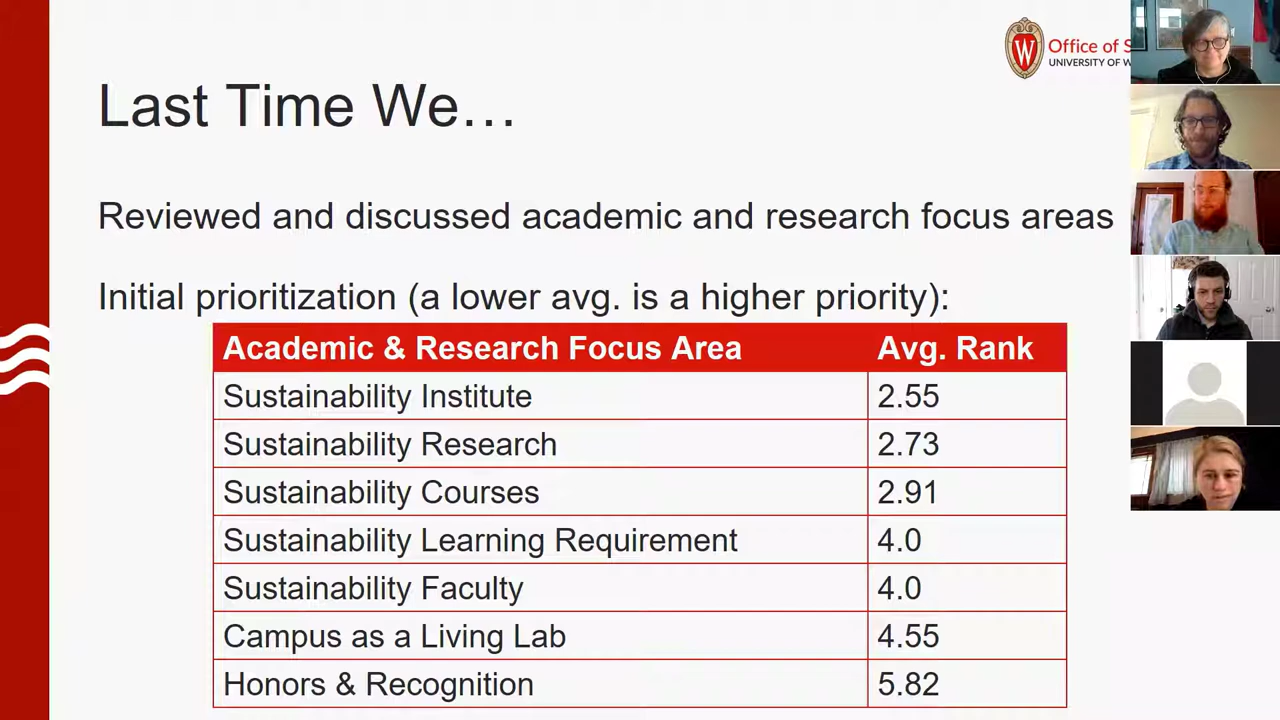 Office of S
UNIVERSITY OF W
Last Time We…
Reviewed and discussed academic and research focus areas
Initial prioritization (a lower avg. is a higher priority):
Academic & Research Focus Area Avg. Rank
Sustainability Institute 2.55
Sustainability Research 2.73
Sustainability Courses 2.91
Sustainability Learning Requirement 4.0
Sustainability Faculty 4.0
Campus as a Living Lab 4.55
Honors & Recognition 5.82